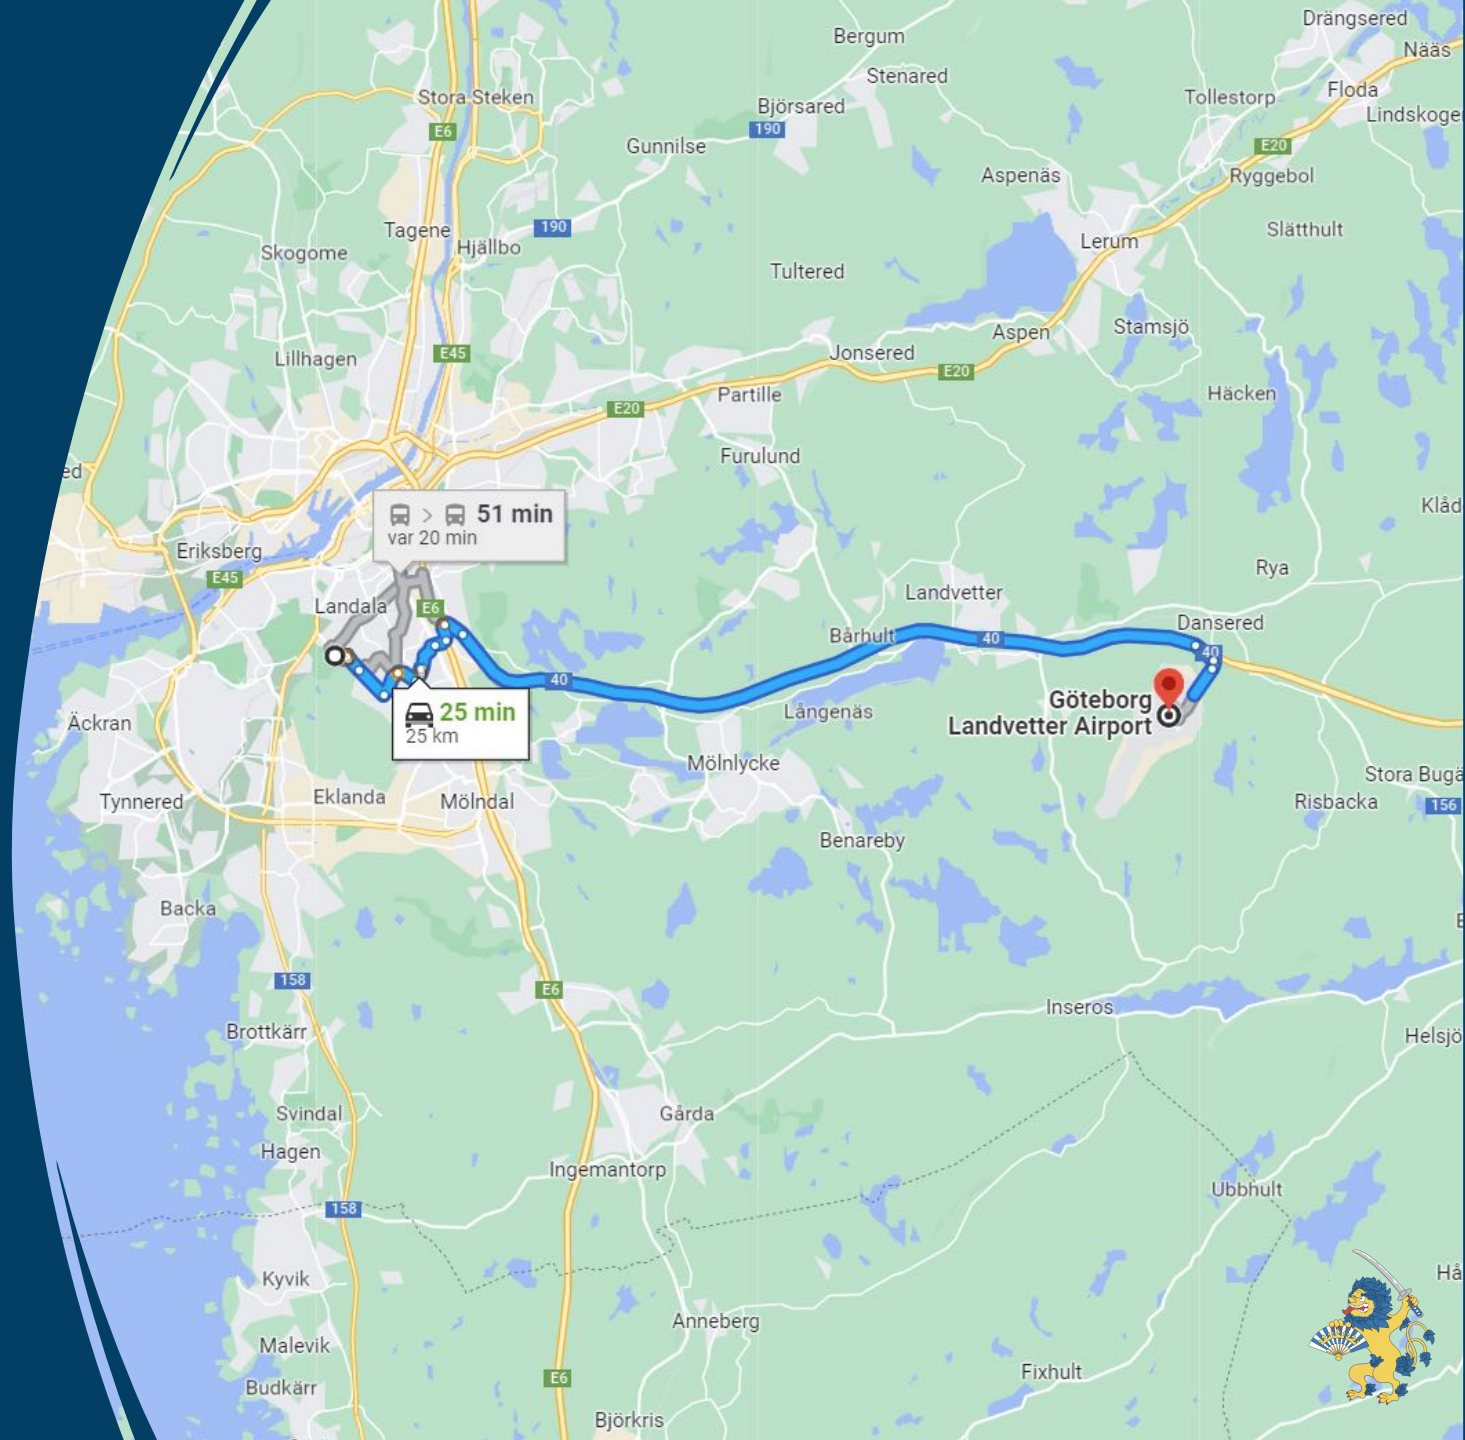 Drängsered
Bergum
Nääs
Stenared
Floda
Stora Steken
Tollestorp
Björsared
Lindskoge
E6
190
Gunnilse
E20
Aspenäs
Ryggebol
190
Tagene
Slätthult
Lerum
Hjällbo
Skogome
Tultered
Stamsjö
Aspen
E45
Jonsered
Lillhagen
E20
Häcken
Partille
E20
Furulund
ed
Klåd
51 min
var 20 min
Eriksberg
Rya
E45
Landvetter
Landala
E6
Dansered
Bårhult
40
40
40
Göteborg
Landvetter Airport
25 min
25 km
Långenäs
Äckran
Mölnlycke
Stora Bugä
Eklanda
Tynnered
Mölndal
Risbacka
156
Benareby
Backa
158
E6
Inseros
Brottkärr
Helsjö
Svindal
Gårda
Hagen
Ingemantorp
Ubbhult
158
Hå
Kyvik
Anneberg
Malevik
Fixhult
E6
Budkärr
Björkris